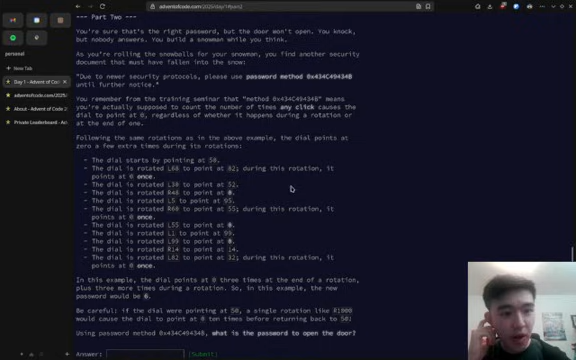 adventofcode.com/2025/day/1#part2
--- Part Two ---
You're sure that's the right password, but the door won't open. You knock,
but nobody answers. You build a snowman while you think.
As you're rolling the snowballs for your snowman, you find another security
document that must have fallen into the snow:
"Due to newer security protocols, please use password method 0x434C49434B
until further notice."
You remember from the training seminar that "method 0x434C49434B" means
you're actually supposed to count the number of times any click causes the
dial to point at 0, regardless of whether it happens during a rotation or
at the end of one.
Following the same rotations as in the above example, the dial points at
zero a few extra times during its rotations:
- The dial starts by pointing at 50.
- The dial is rotated L68 to point at 82; during this rotation, it
points at 0 once.
- The dial is rotated L30 to point at 52.
- The dial is rotated R48 to point at 0.
- The dial is rotated L5 to point at 95.
- The dial is rotated R60 to point at 55; during this rotation, it
points at 0 once.
- The dial is rotated L55 to point at 0.
- The dial is rotated L1 to point at 99.
- The dial is rotated L99 to point at 0.
- The dial is rotated R14 to point at 14.
- The dial is rotated L82 to point at 32; during this rotation, it
points at 0 once.
In this example, the dial points at 0 three times at the end of a rotation,
plus three more times during a rotation. So, in this example, the new
password would be 6.
Be careful: if the dial were pointing at 50, a single rotation like R1000
would cause the dial to point at 0 ten times before returning back to 50!
Using password method 0x434C49434B, what is the password to open the door?
Answer: [Submit]
personal
+ New Tab
Day 1 - Advent of Cod
About - Advent of Code 2
Private Leaderboard - Ad